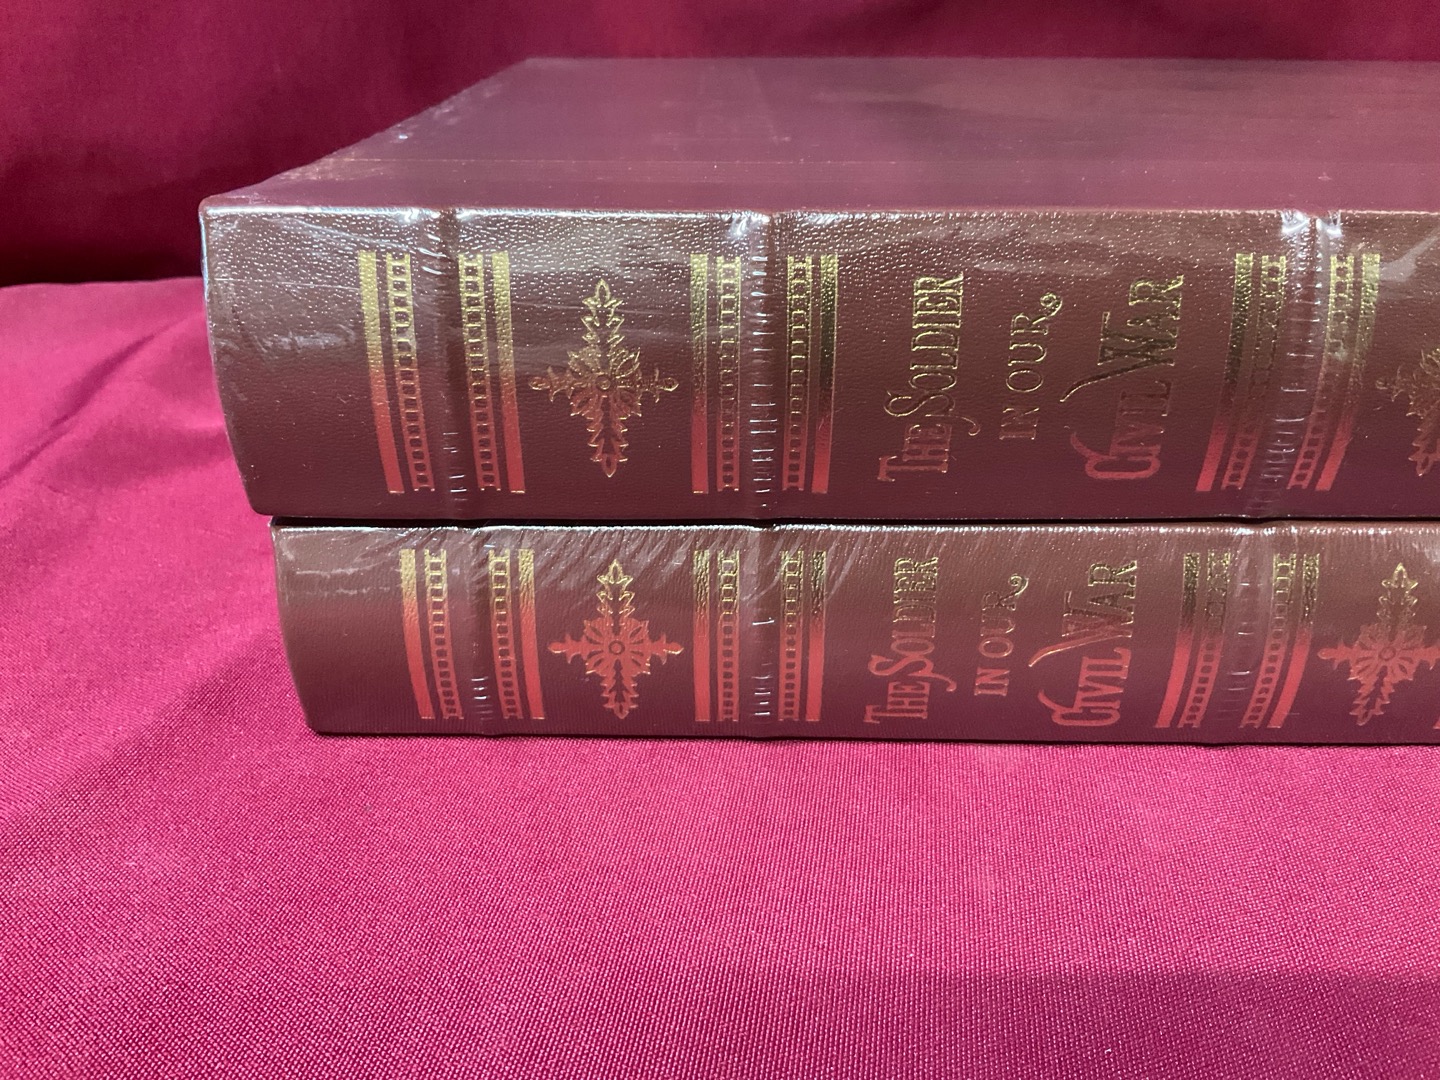 The Soldier
in our
Civil War
The Soldier
in our
Civil War